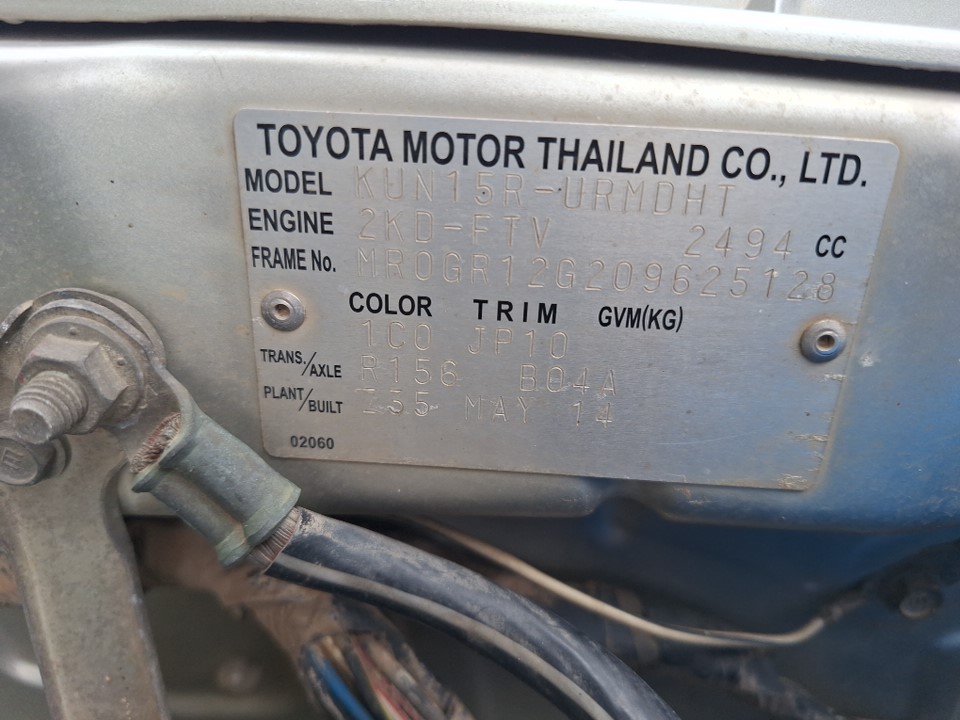 TOYOTA MOTOR THAILAND CO., LTD.
MODEL KUN15R-URMDHT
ENGINE 2KD-FTV 2494 CC
FRAME No. MR0GR12G209625128
COLOR TRIM GVM(KG)
1C0 JP10
TRANS./AXLE R156 B04A
PLANT/BUILT Z35 MAY 14
02060
E